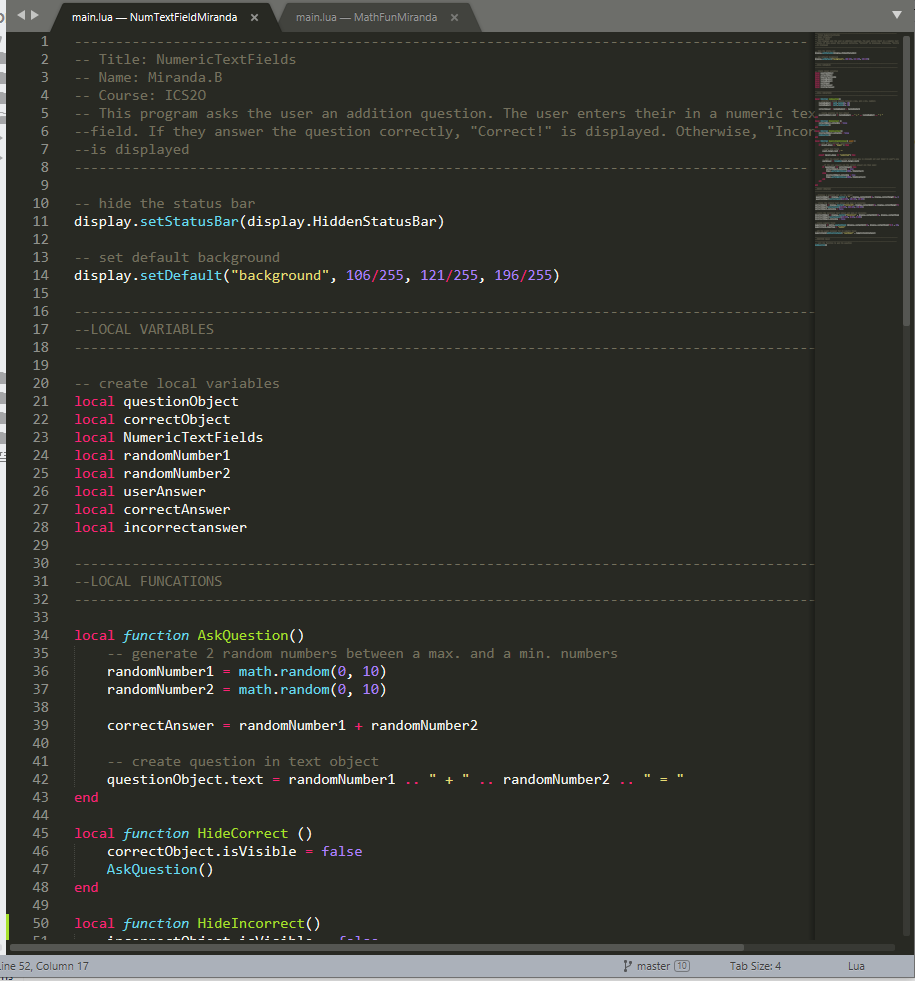 main.lua — NumTextFieldMiranda × main.lua — MathFunMiranda ×
1 --------------------------------------------------------------------------------
2 -- Title: NumericTextFields
3 -- Name: Miranda.B
4 -- Course: ICS2O
5 -- This program asks the user an addition question. The user enters their in a numeric tex
6 --field. If they answer the question correctly, "Correct!" is displayed. Otherwise, "Incor
7 --is displayed
8 --------------------------------------------------------------------------------
9
10 -- hide the status bar
11 display.setStatusBar(display.HiddenStatusBar)
12
13 -- set default background
14 display.setDefault("background", 106/255, 121/255, 196/255)
15
16 --------------------------------------------------------------------------------
17 --LOCAL VARIABLES
18 --------------------------------------------------------------------------------
19
20 -- create local variables
21 local questionObject
22 local correctObject
23 local NumericTextFields
24 local randomNumber1
25 local randomNumber2
26 local userAnswer
27 local correctAnswer
28 local incorrectanswer
29
30 --------------------------------------------------------------------------------
31 --LOCAL FUNCATIONS
32 --------------------------------------------------------------------------------
33
34 local function AskQuestion()
35 -- generate 2 random numbers between a max. and a min. numbers
36 randomNumber1 = math.random(0, 10)
37 randomNumber2 = math.random(0, 10)
38
39 correctAnswer = randomNumber1 + randomNumber2
40
41 -- create question in text object
42 questionObject.text = randomNumber1 .. " + " .. randomNumber2 .. " = "
43 end
44
45 local function HideCorrect ()
46 correctObject.isVisible = false
47 AskQuestion()
48 end
49
50 local function HideIncorrect()
51 incorrectObject.isVisible = false
ine 52, Column 17 master 10 Tab Size: 4 Lua